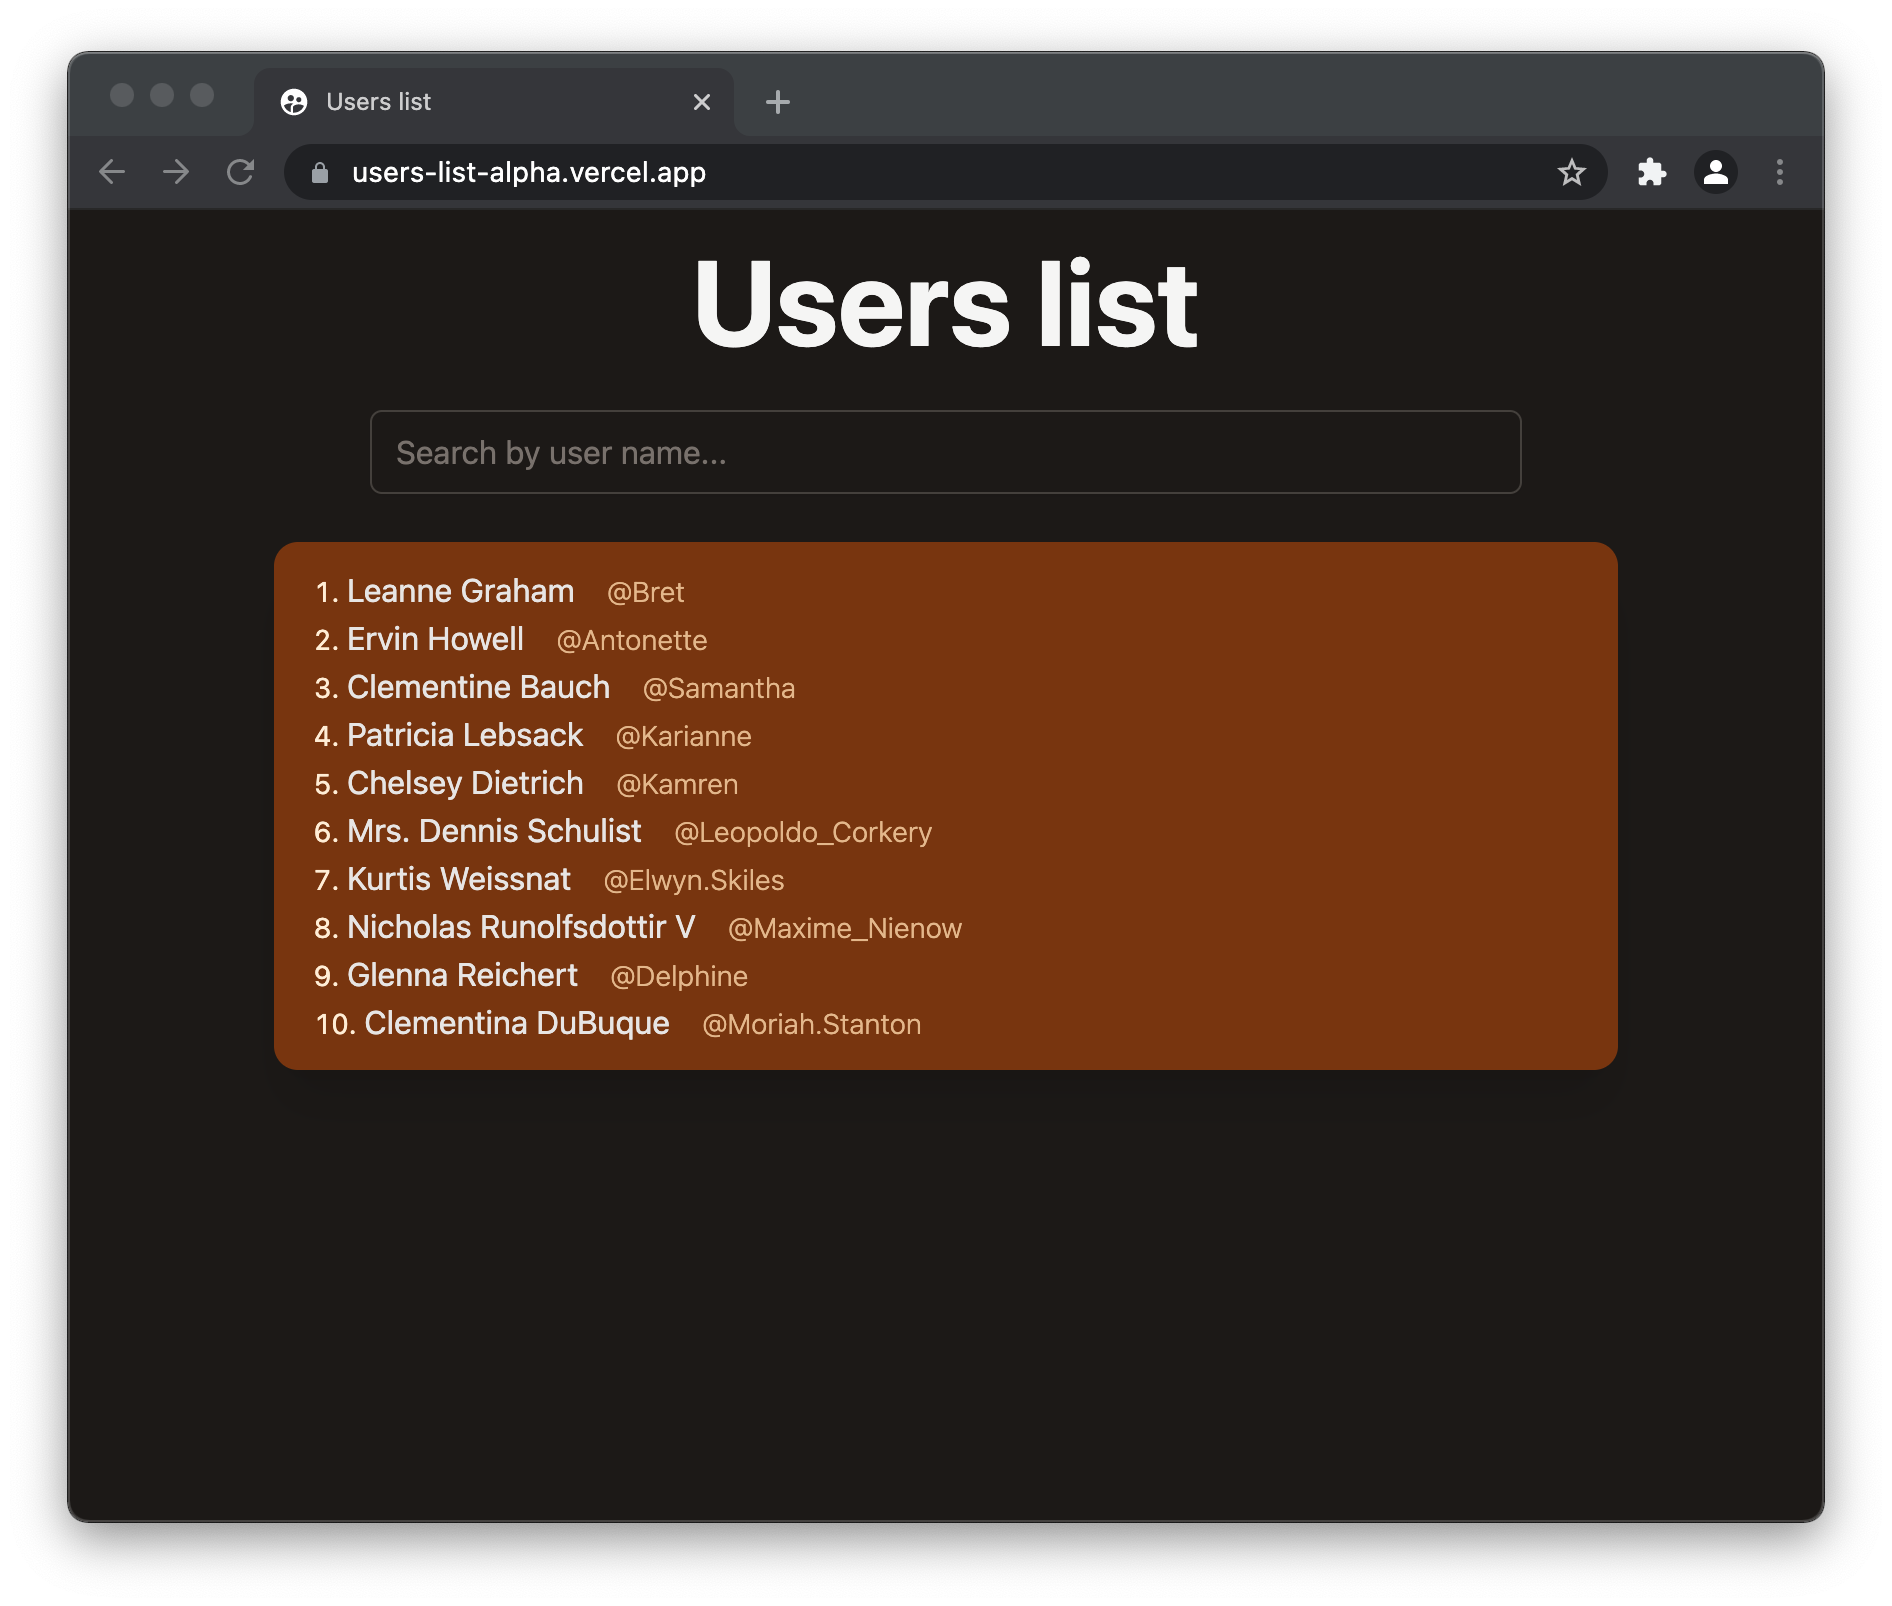 Users list
users-list-alpha.vercel.app
Users list
Search by user name...
1. Leanne Graham @Bret
2. Ervin Howell @Antonette
3. Clementine Bauch @Samantha
4. Patricia Lebsack @Karianne
5. Chelsey Dietrich @Kamren
6. Mrs. Dennis Schulist @Leopoldo_Corkery
7. Kurtis Weissnat @Elwyn.Skiles
8. Nicholas Runolfsdottir V @Maxime_Nienow
9. Glenna Reichert @Delphine
10. Clementina DuBuque @Moriah.Stanton